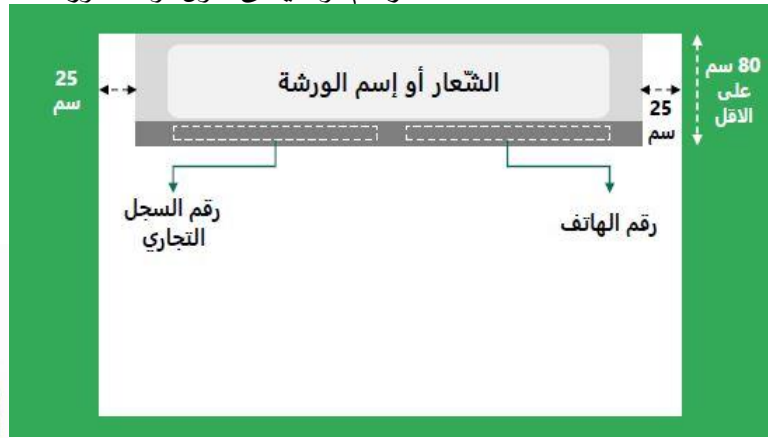 الشّعار أو إسم الورشة
80 سم
على
الاقل
25
سم
25
سم
رقم الهاتف
رقم السجل
التجاري